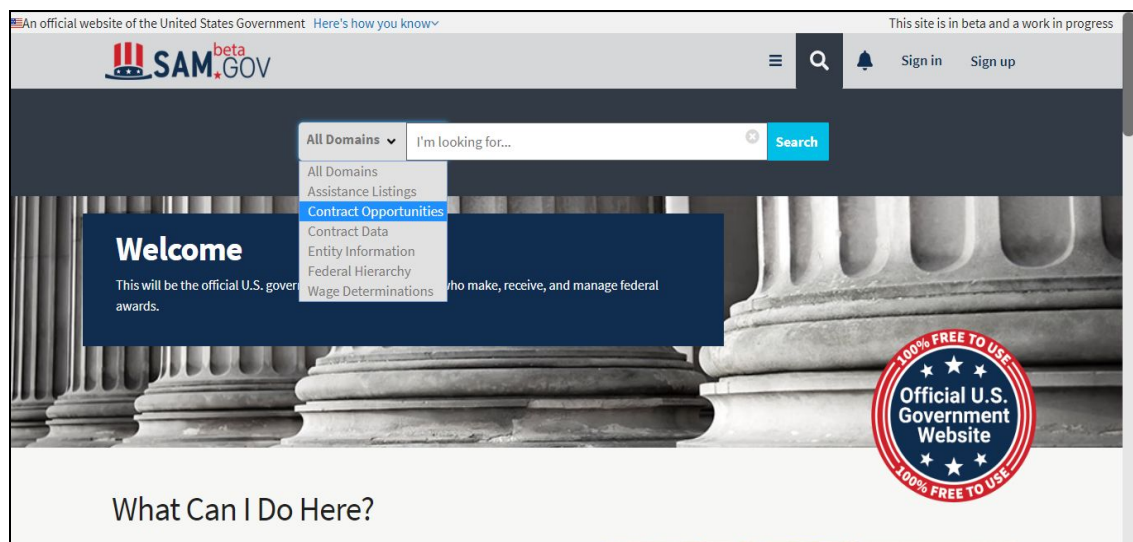 An official website of the United States Government Here's how you know
This site is in beta and a work in progress
SAM.GOV beta
Sign in Sign up
All Domains I'm looking for... Search
All Domains
Assistance Listings
Contract Opportunities
Contract Data
Entity Information
Federal Hierarchy
Wage Determinations
Welcome
This will be the official U.S. gover ho make, receive, and manage federal
awards.
100% FREE TO USE
Official U.S.
Government
Website
100% FREE TO USE
What Can I Do Here?